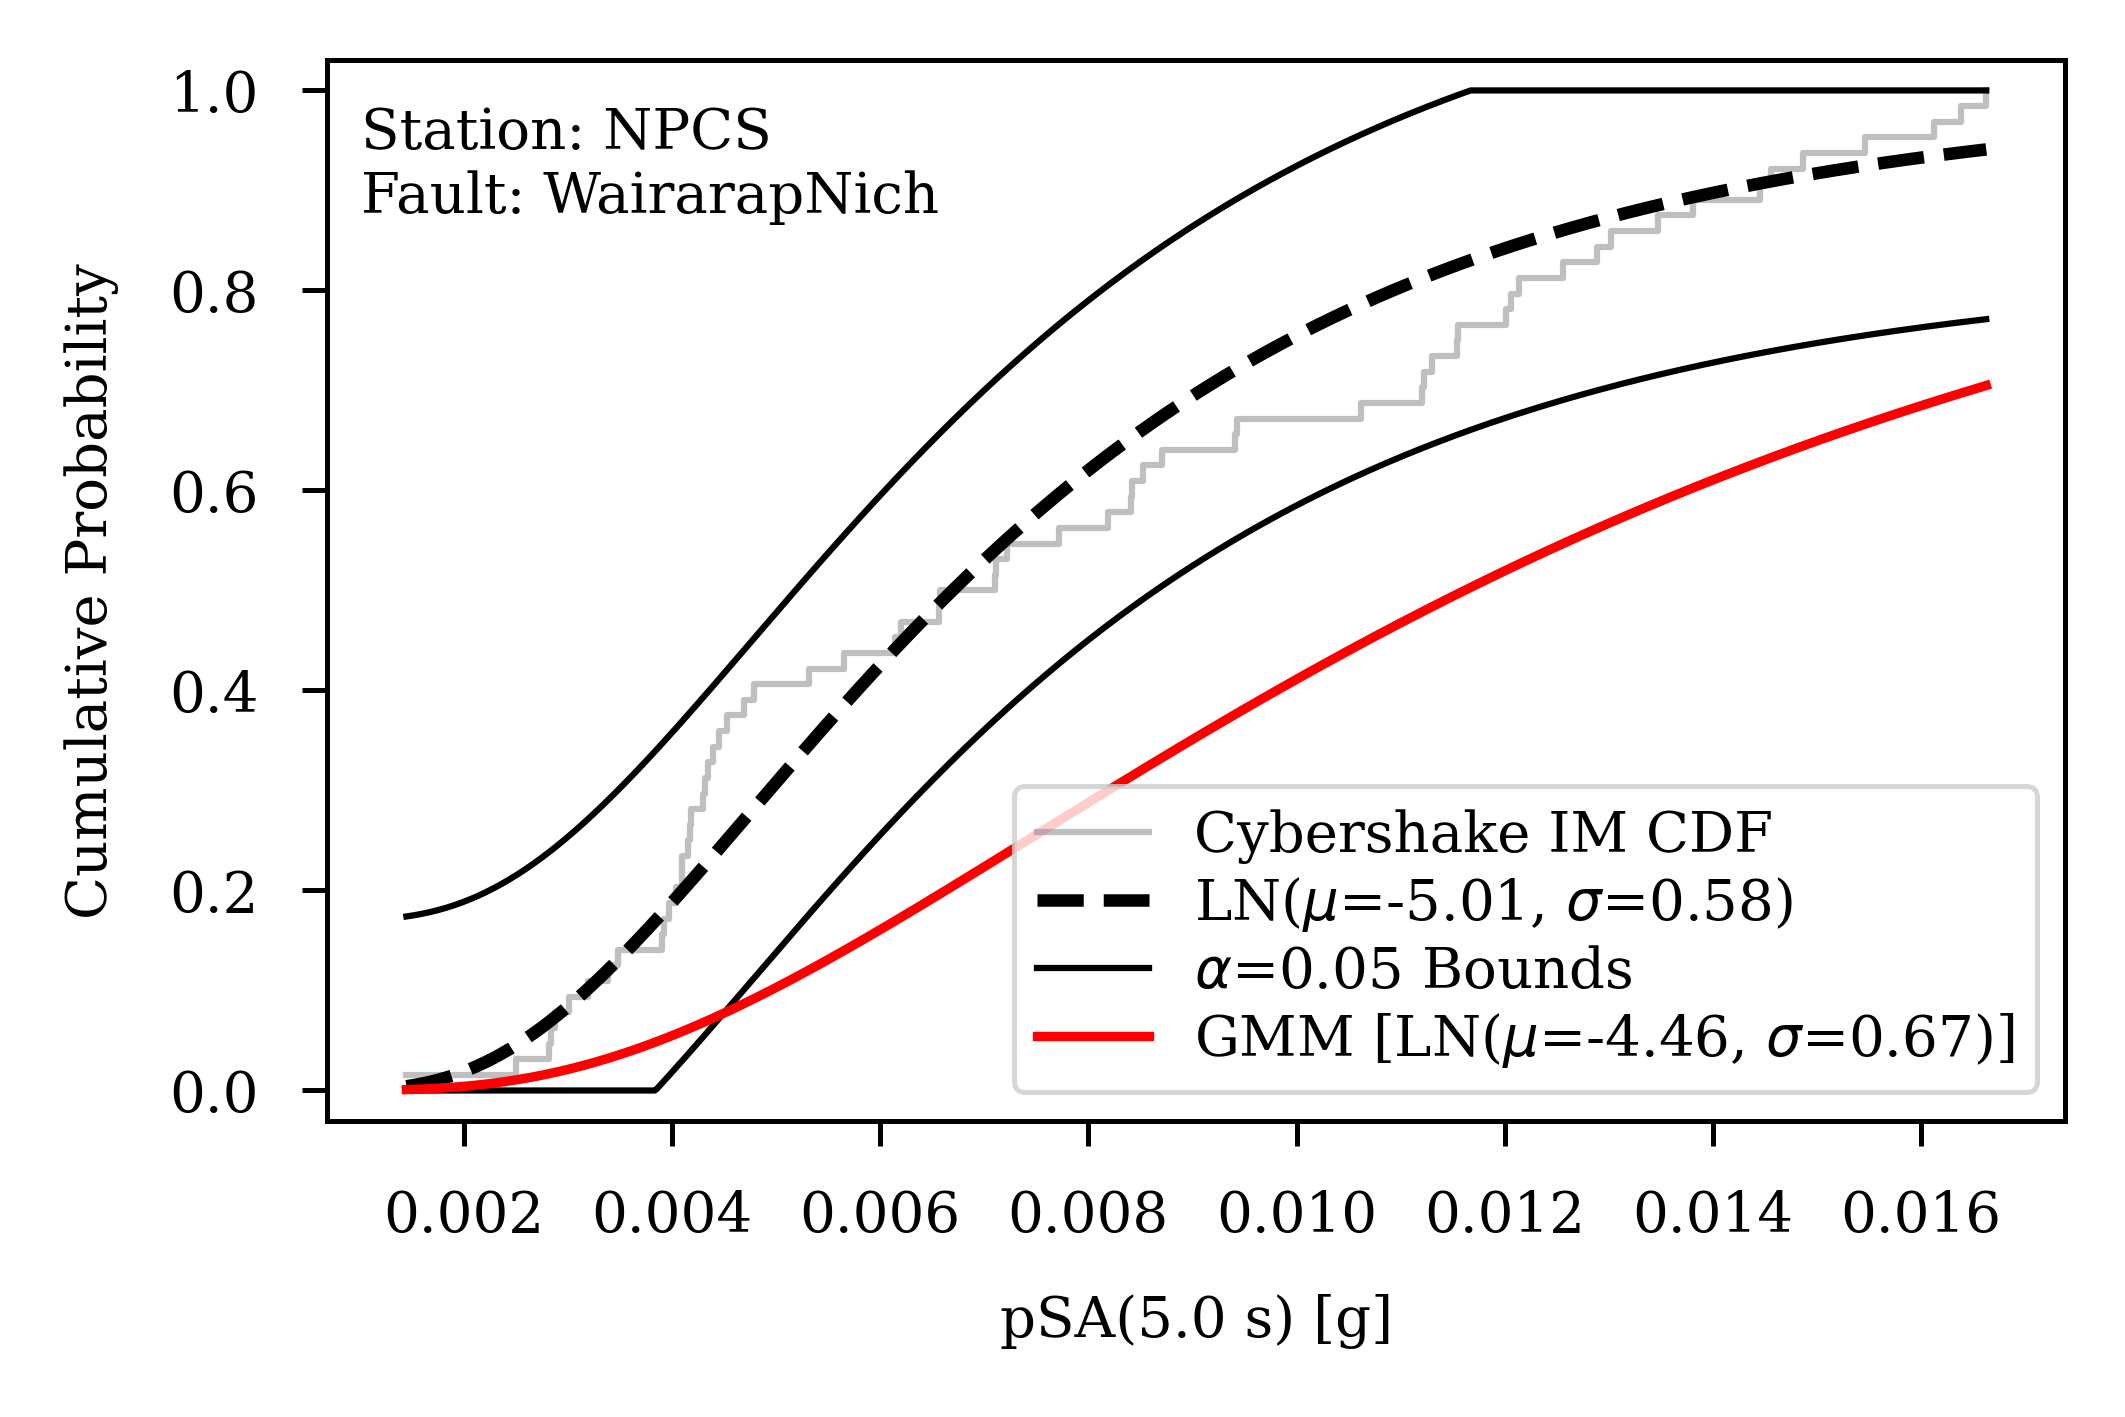 Station: NPCS
Fault: WairarapNich
Cumulative Probability
1.0
0.8
0.6
0.4
0.2
0.0
Cybershake IM CDF
LN(μ=-5.01, σ=0.58)
α=0.05 Bounds
GMM [LN(μ=-4.46, σ=0.67)]
0.002 0.004 0.006 0.008 0.010 0.012 0.014 0.016
pSA(5.0 s) [g]